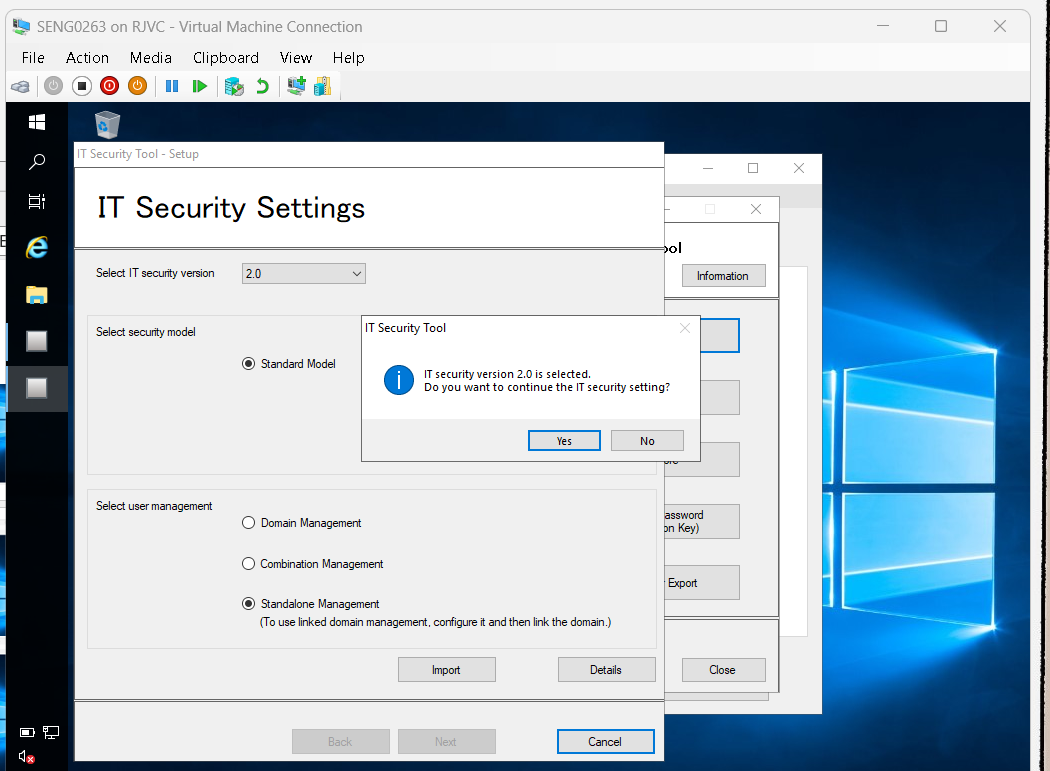 SENG0263 on RJVC - Virtual Machine Connection
File Action Media Clipboard View Help
IT Security Tool - Setup
IT Security Settings
Select IT security version
2.0
Information
Select security model
Standard Model
IT Security Tool
IT security version 2.0 is selected.
Do you want to continue the IT security setting?
Yes
No
Select user management
Domain Management
Combination Management
Standalone Management
(To use linked domain management, configure it and then link the domain.)
Export
Import
Details
Close
Back
Next
Cancel